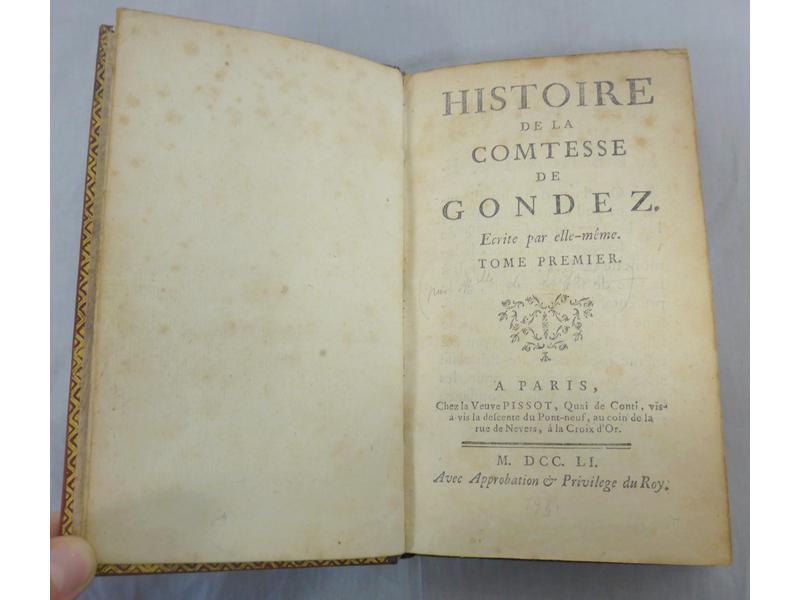 HISTOIRE
DE LA
COMTESSE
DE
GONDEZ.
Ecrite par elle-même.
TOME PREMIER.
A PARIS,
Chez la Veuve PISSOT, Quai de Conti, vis-
à-vis la descente du Pont-neuf, au coin de la
rue de Nevers, à la Croix d'Or.
M. DCC. LI.
Avec Approbation & Privilege du Roy.